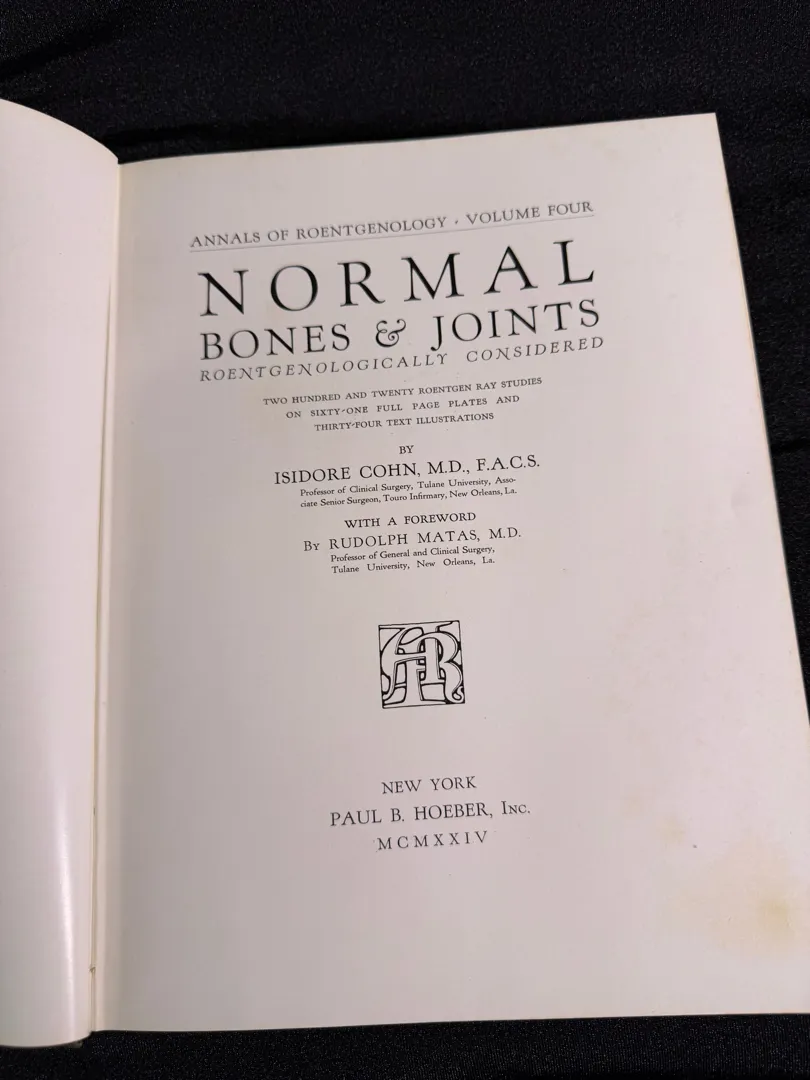 ANNALS OF ROENTGENOLOGY · VOLUME FOUR
NORMAL
BONES & JOINTS
ROENTGENOLOGICALLY CONSIDERED
TWO HUNDRED AND TWENTY ROENTGEN RAY STUDIES
ON SIXTY-ONE FULL PAGE PLATES AND
THIRTY-FOUR TEXT ILLUSTRATIONS
BY
ISIDORE COHN, M.D., F.A.C.S.
Professor of Clinical Surgery, Tulane University, Asso-
ciate Senior Surgeon, Touro Infirmary, New Orleans, La.
WITH A FOREWORD
By RUDOLPH MATAS, M.D.
Professor of General and Clinical Surgery,
Tulane University, New Orleans, La.
NEW YORK
PAUL B. HOEBER, Inc.
MCMXXIV